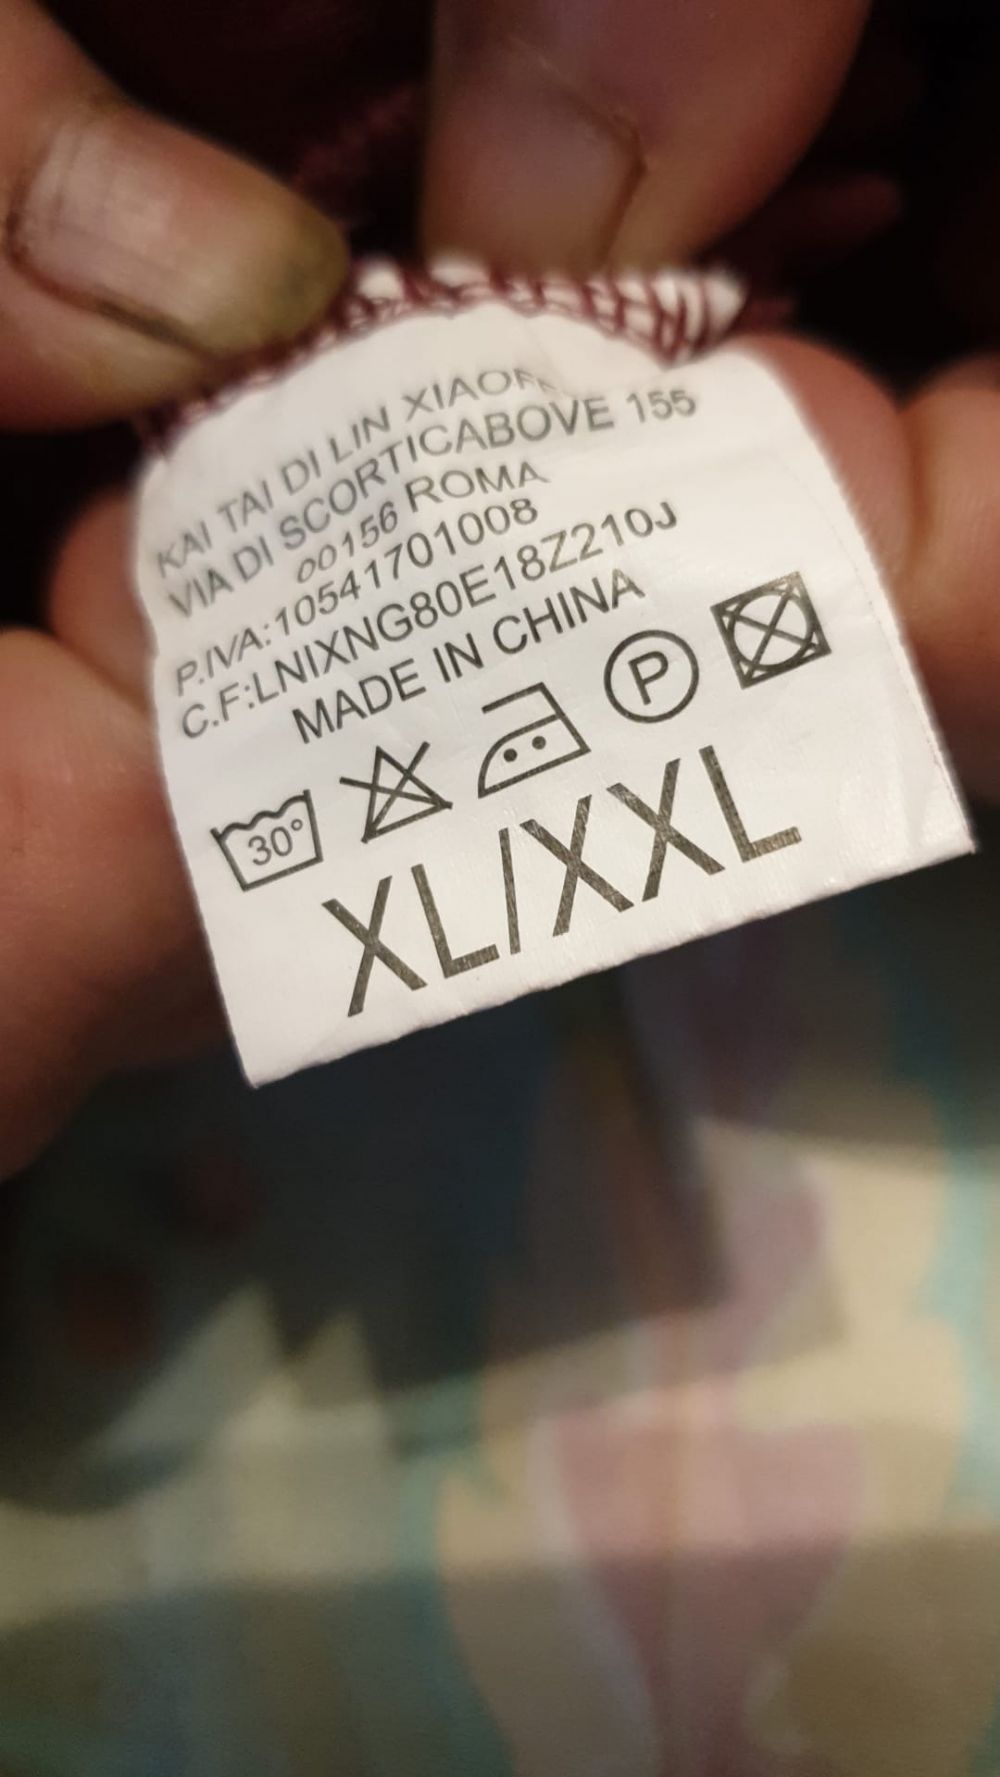 KAI TAI DI LIN
VIA DI SCORTICABOVE 155
00156 ROMA
P.IVA:10541701008
C.F:LNIXNG80E18Z210J
MADE IN CHINA
30° P
XL/XXL